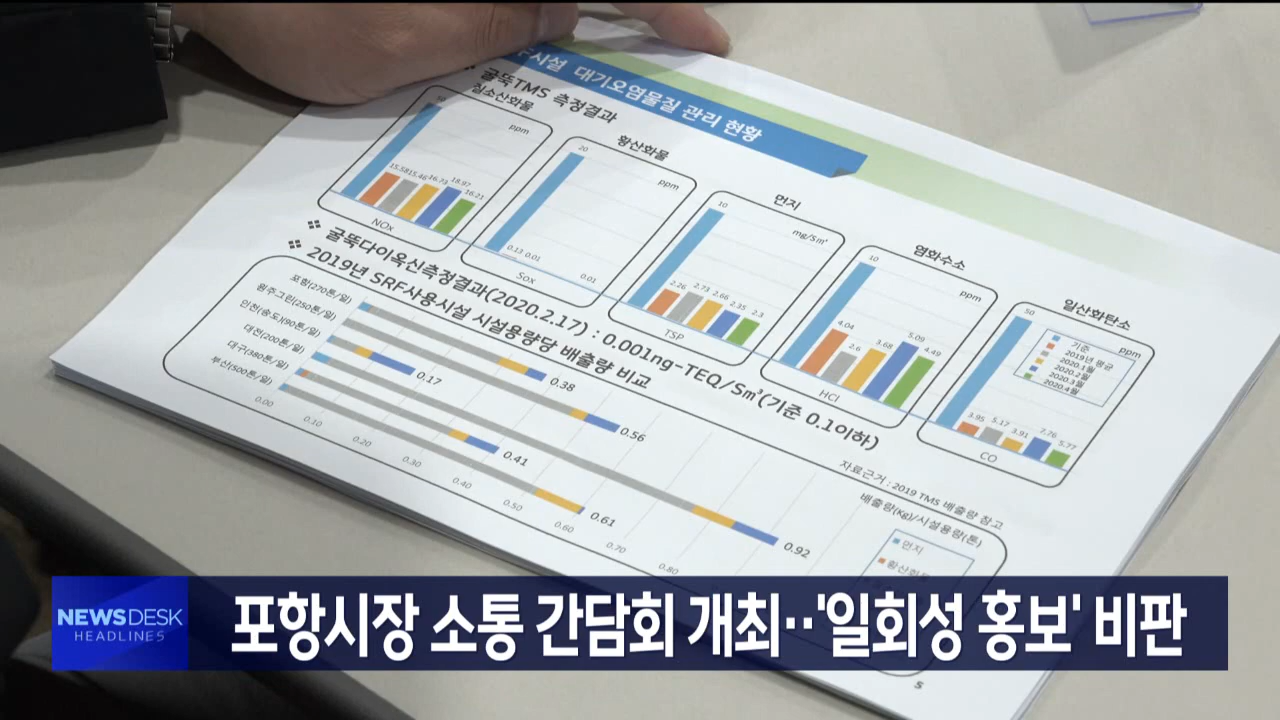 F시설 대기오염물질 관리 현황
굴뚝TMS 측정결과
질소산화물
ppm
15.58 15.46 16.73 18.97 16.21
NOx
황산화물
20
ppm
0.13 0.01 0.01
Sox
먼지
10
mg/Sm³
2.26 2.73 2.66 2.35 2.3
TSP
염화수소
10
ppm
4.04 2.6 3.68 5.09 4.49
HCl
일산화탄소
50
ppm
기준
2019년 평균
2020.1월
2020.2월
2020.3월
2020.4월
3.95 5.17 3.91 7.76 5.77
CO
굴뚝다이옥신측정결과(2020.2.17) : 0.001ng-TEQ/S㎥(기준 0.1이하)
2019년 SRF사용시설 시설용량당 배출량 비교
자료근거 : 2019 TMS 배출량 참고
배출량(Kg)/시설용량(톤)
포항(270톤/일)
원주그린(250톤/일)
인천(송도)(90톤/일)
대전(200톤/일)
대구(380톤/일)
부산(500톤/일)
0.38
0.17
0.56
0.41
0.92
0.61
0.00 0.10 0.20 0.30 0.40 0.50 0.60 0.70 0.80
먼지
NEWSDESK
HEADLINES
포항시장 소통 간담회 개최··'일회성 홍보' 비판
5